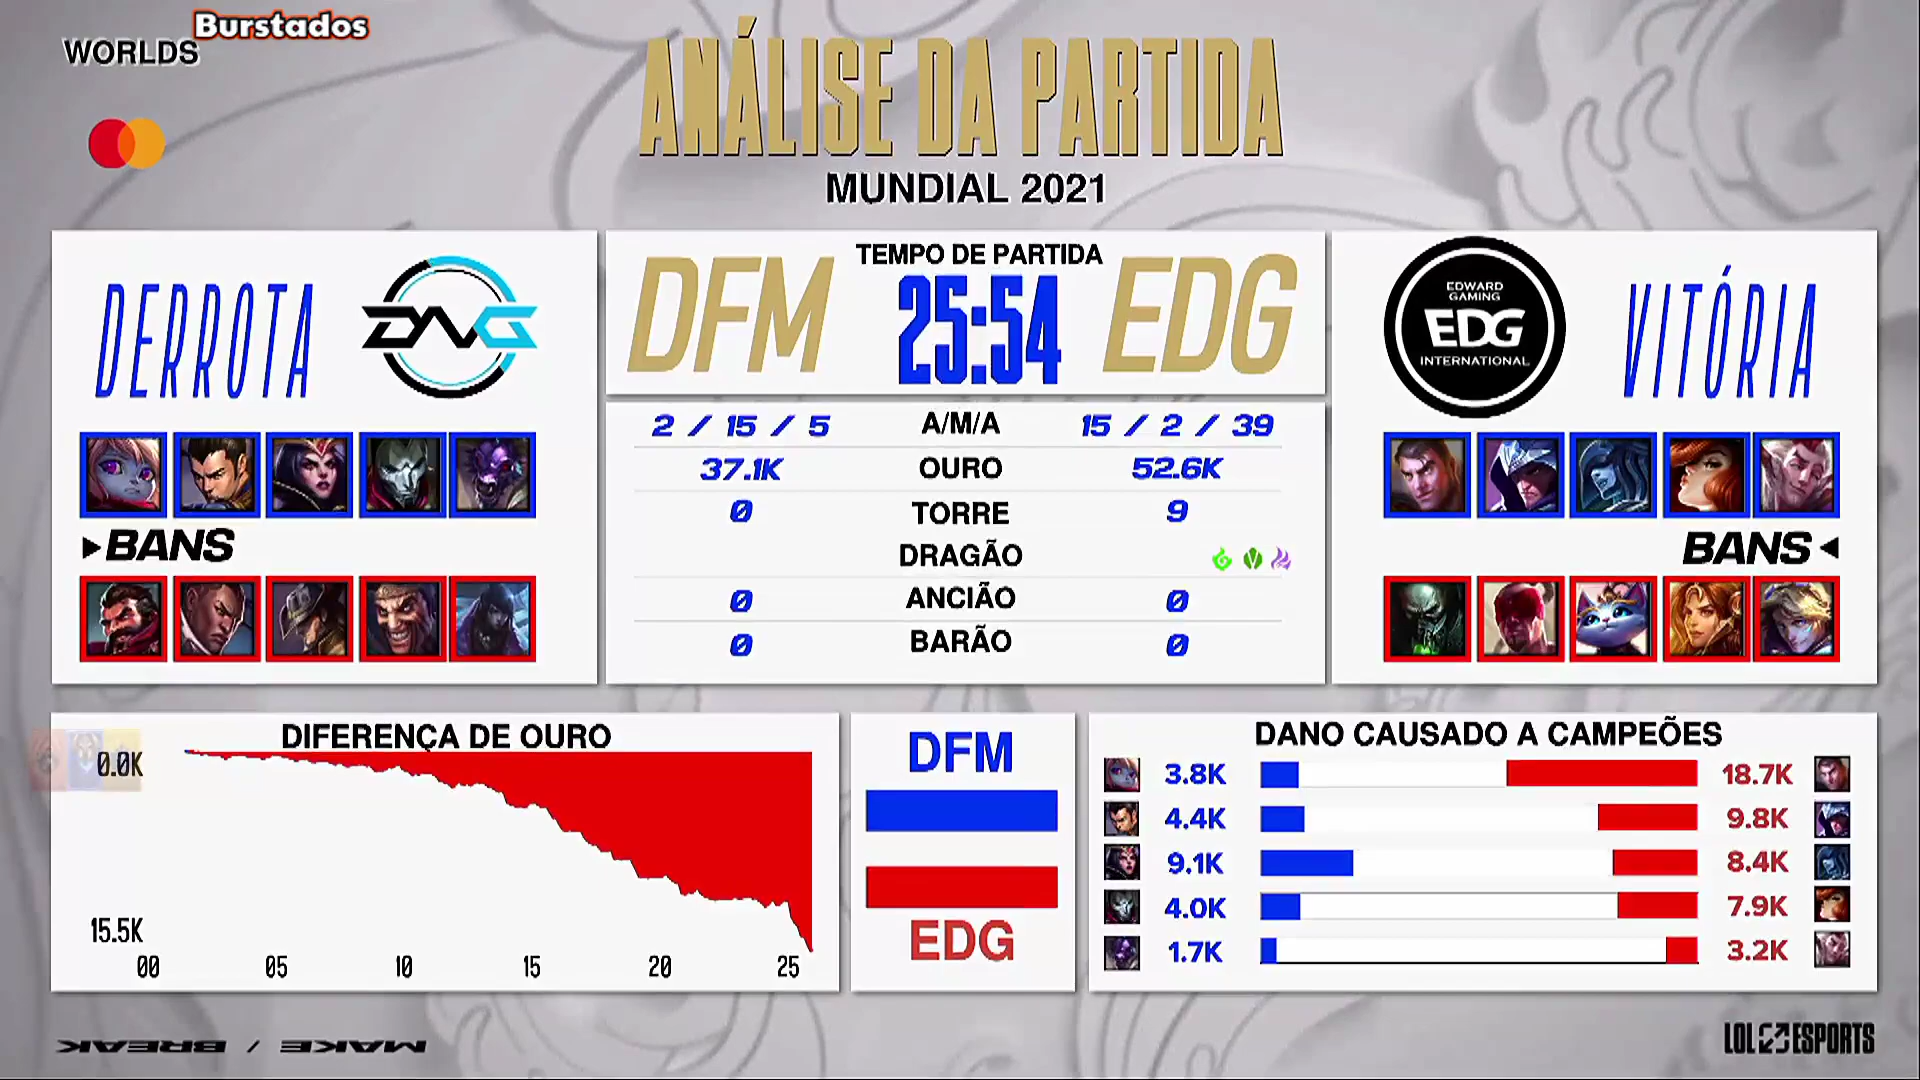 Burstados
WORLDS
ANÁLISE DA PARTIDA
MUNDIAL 2021
DERROTA
DFM
TEMPO DE PARTIDA
25:54
EDG
EDWARD
GAMING
EDG
INTERNATIONAL
VITÓRIA
2 / 15 / 5 A/M/A 15 / 2 / 39
37.1K OURO 52.6K
0 TORRE 9
DRAGÃO
0 ANCIÃO 0
0 BARÃO 0
BANS
BANS
DIFERENÇA DE OURO
0.0K
15.5K
00 05 10 15 20 25
DFM
EDG
DANO CAUSADO A CAMPEÕES
3.8K 18.7K
4.4K 9.8K
9.1K 8.4K
4.0K 7.9K
1.7K 3.2K
MAKE / BREAK
LOL ESPORTS